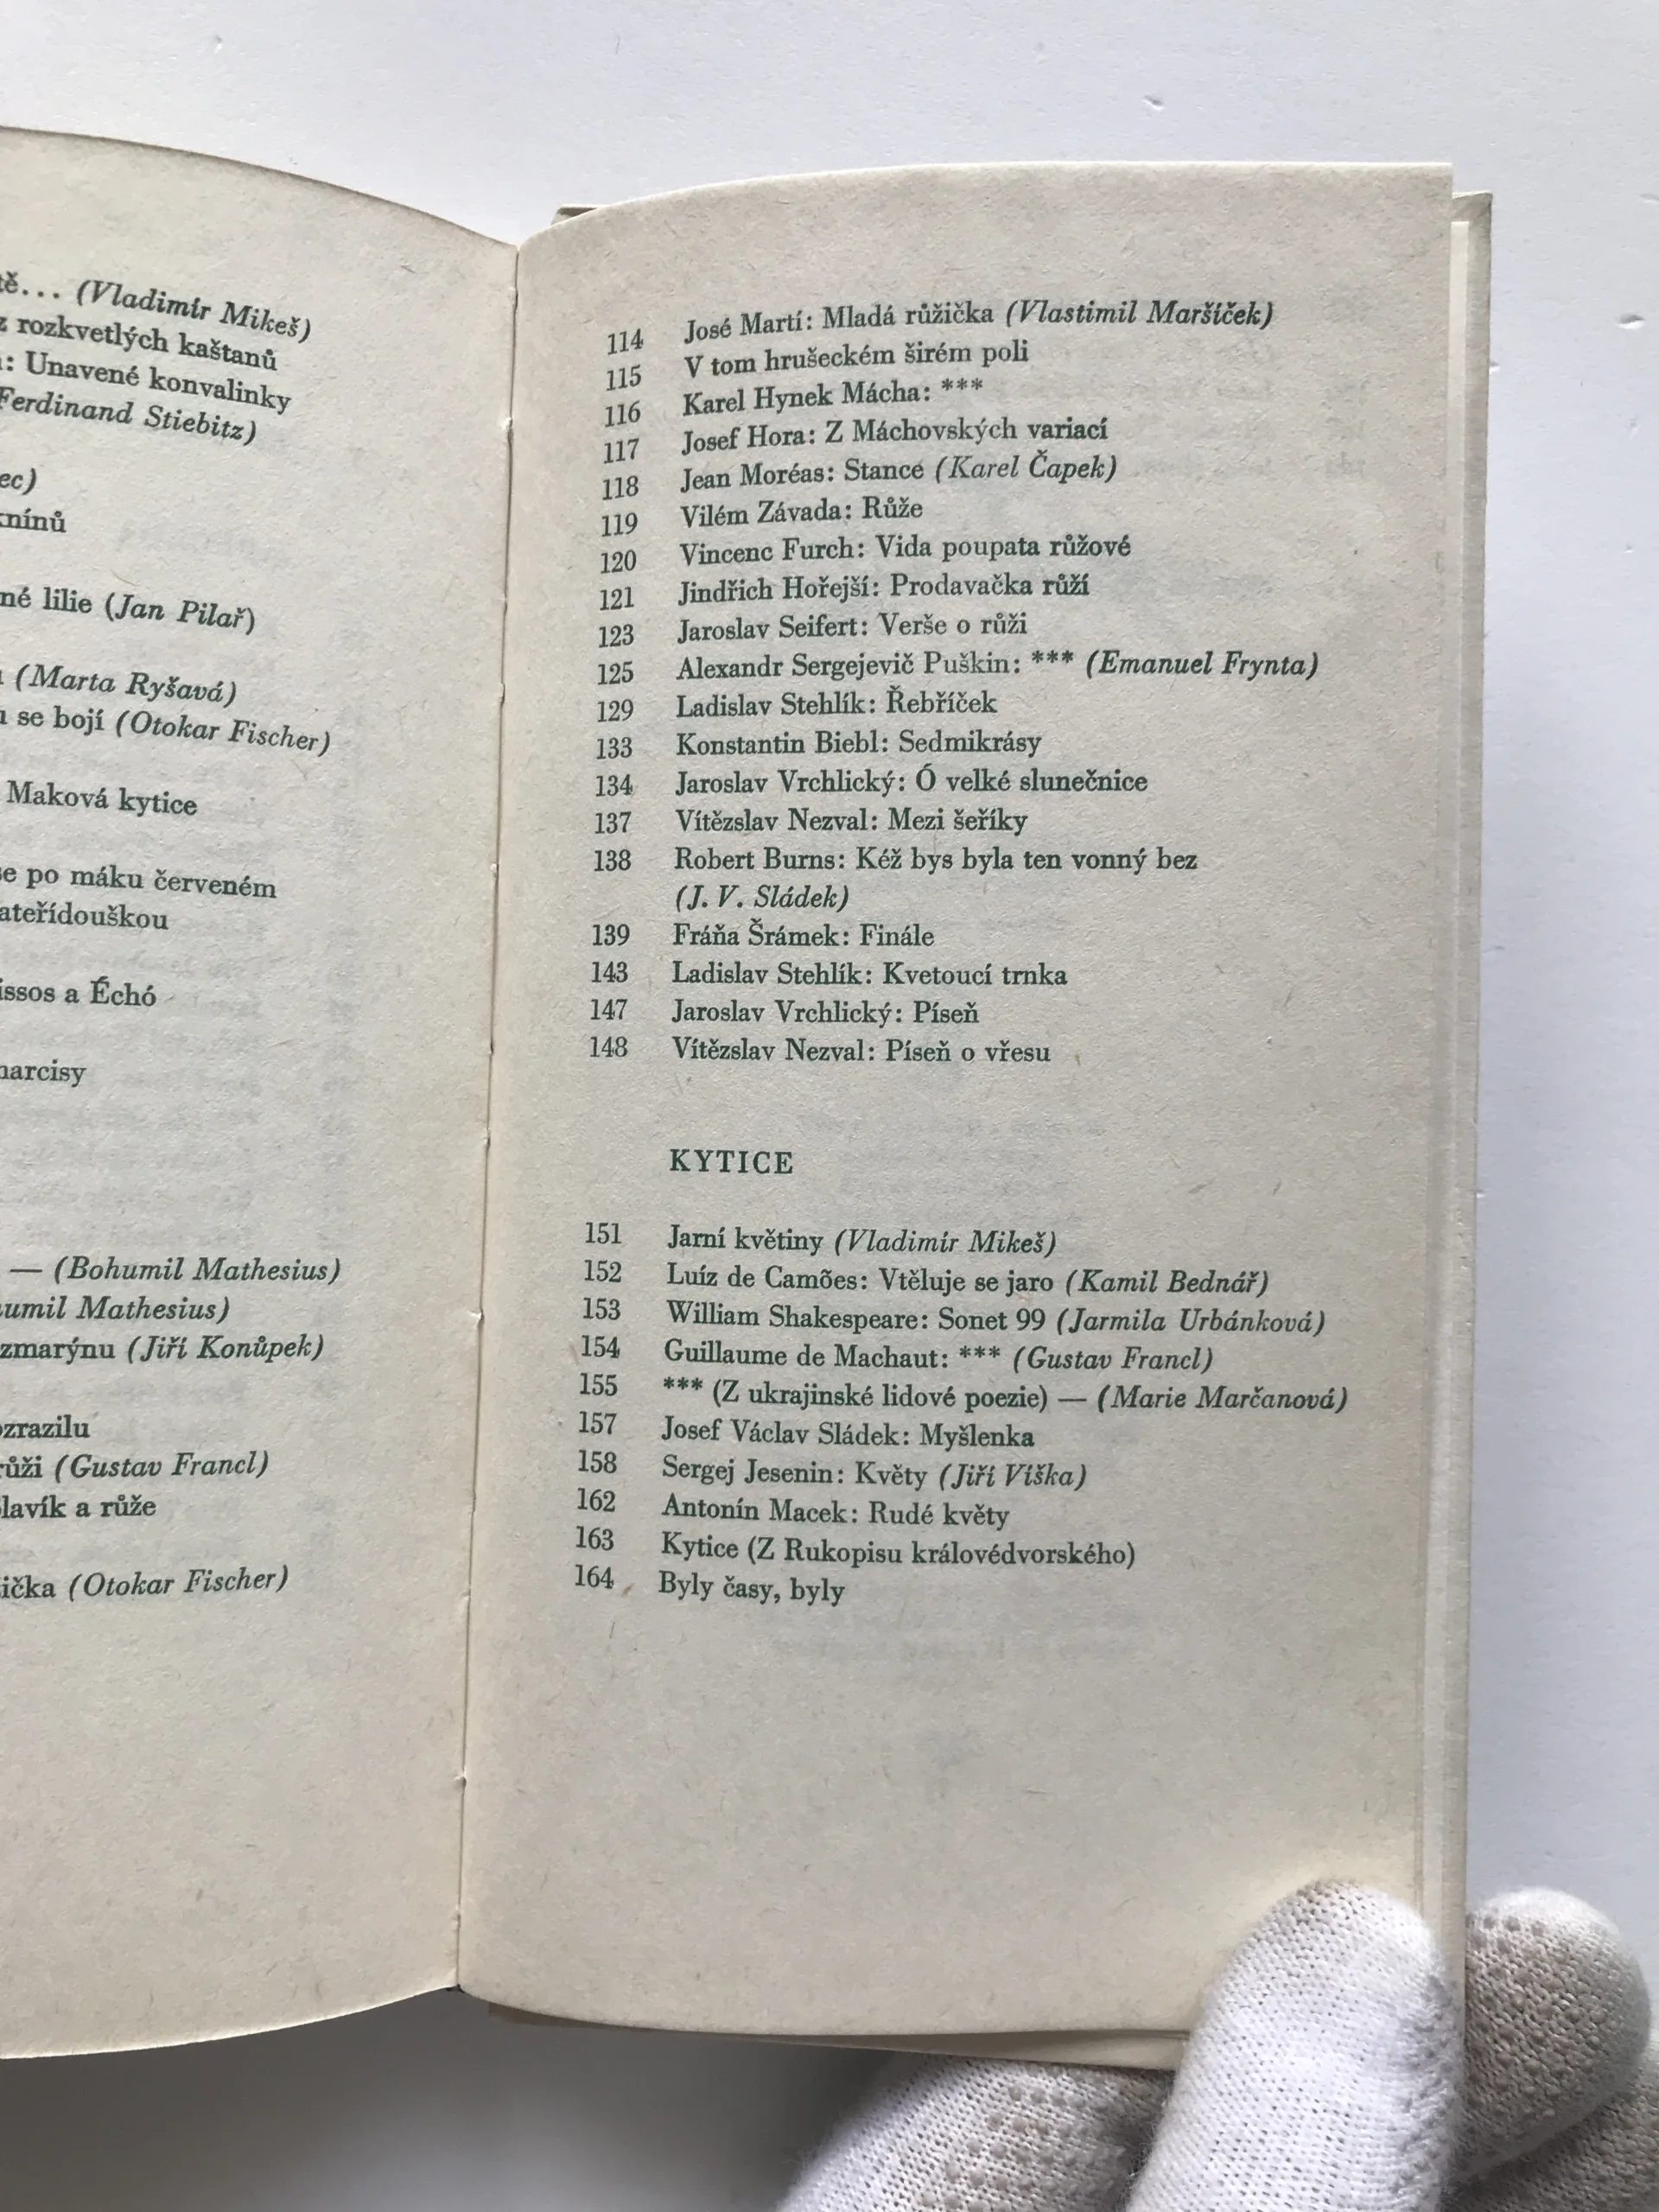 tě... (Vladimír Mikeš)
z rozkvetlých kaštanů
: Unavené konvalinky
Ferdinand Stiebitz)
ec)
knínů
né lilie (Jan Pilař)
(Marta Ryšavá)
u se bojí (Otokar Fischer)
Maková kytice
se po máku červeném
ateřídouškou
issos a Échó
narcisy
— (Bohumil Mathesius)
umil Mathesius)
zmarýnu (Jiří Konůpek)
ozrazilu
růži (Gustav Francl)
lavík a růže
ička (Otokar Fischer)
114 José Martí: Mladá růžička (Vlastimil Maršíček)
115 V tom hrušeckém širém poli
116 Karel Hynek Mácha: ***
117 Josef Hora: Z Máchovských variací
118 Jean Moréas: Stance (Karel Čapek)
119 Vilém Závada: Růže
120 Vincenc Furch: Vida poupata růžové
121 Jindřich Hořejší: Prodavačka růží
123 Jaroslav Seifert: Verše o růži
125 Alexandr Sergejevič Puškin: *** (Emanuel Frynta)
129 Ladislav Stehlík: Řebříček
133 Konstantin Biebl: Sedmikrásy
134 Jaroslav Vrchlický: Ó velké slunečnice
137 Vítězslav Nezval: Mezi šeříky
138 Robert Burns: Kéž bys byla ten vonný bez
(J. V. Sládek)
139 Fráňa Šrámek: Finále
143 Ladislav Stehlík: Kvetoucí trnka
147 Jaroslav Vrchlický: Píseň
148 Vítězslav Nezval: Píseň o vřesu
KYTICE
151 Jarní květiny (Vladimír Mikeš)
152 Luíz de Camões: Vtěluje se jaro (Kamil Bednář)
153 William Shakespeare: Sonet 99 (Jarmila Urbánková)
154 Guillaume de Machaut: *** (Gustav Francl)
155 *** (Z ukrajinské lidové poezie) — (Marie Marčanová)
157 Josef Václav Sládek: Myšlenka
158 Sergej Jesenin: Květy (Jiří Víška)
162 Antonín Macek: Rudé květy
163 Kytice (Z Rukopisu královédvorského)
164 Byly časy, byly